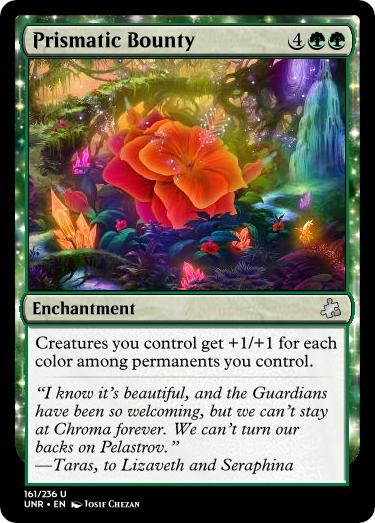 Prismatic Bounty 4
Enchantment
Creatures you control get +1/+1 for each
color among permanents you control.
“I know it’s beautiful, and the Guardians
have been so welcoming, but we can’t stay
at Chroma forever. We can’t turn our
backs on Pelastrov.”
—Taras, to Lizaveth and Seraphina
161/236 U
UNR • EN Josif Chezan